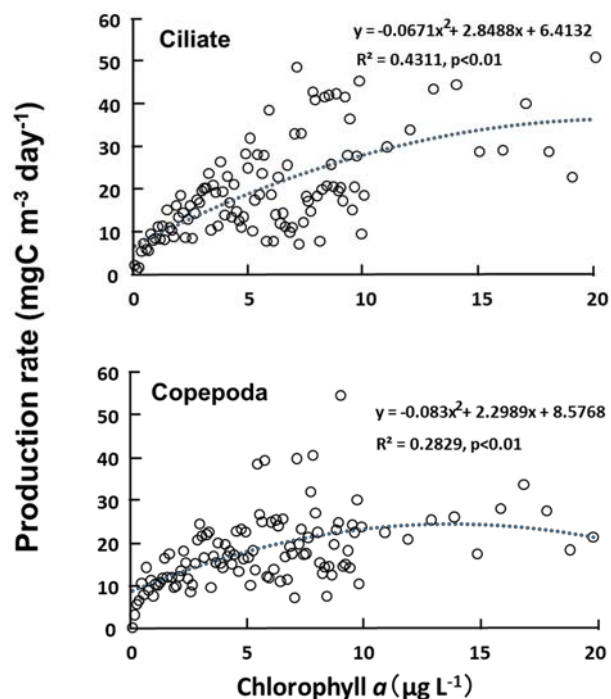 Ciliate
y = -0.0671x²+ 2.8488x + 6.4132
R² = 0.4311, p<0.01
60
50
40
30
20
10
0
0 5 10 15 20
Copepoda
y = -0.083x²+ 2.2989x + 8.5768
R² = 0.2829, p<0.01
60
50
40
30
20
10
0
0 5 10 15 20
Production rate (mgC m⁻³ day⁻¹)
Chlorophyll a (µg L⁻¹)